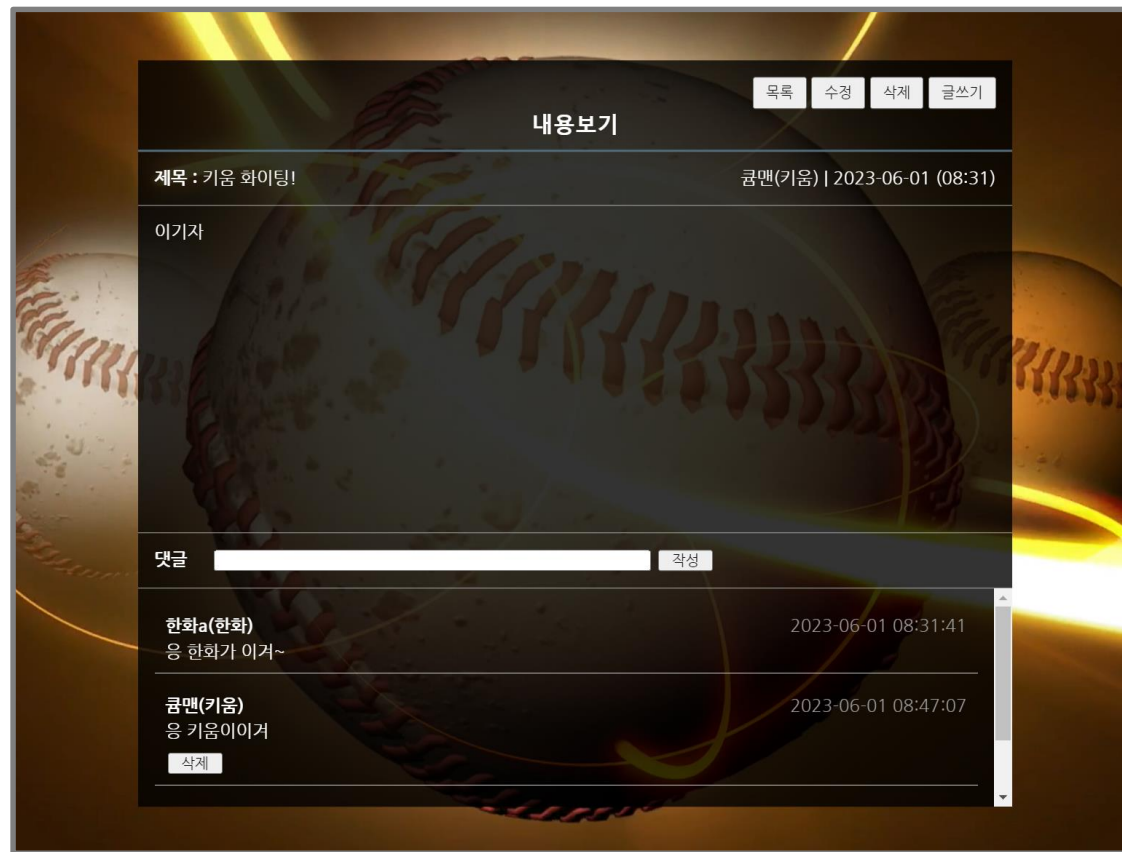 목록 수정 삭제 글쓰기
내용보기
제목 : 키움 화이팅! 큠맨(키움) | 2023-06-01 (08:31)
이기자
댓글 작성
한화a(한화) 2023-06-01 08:31:41
응 한화가 이겨~
큠맨(키움) 2023-06-01 08:47:07
응 키움이이겨
삭제